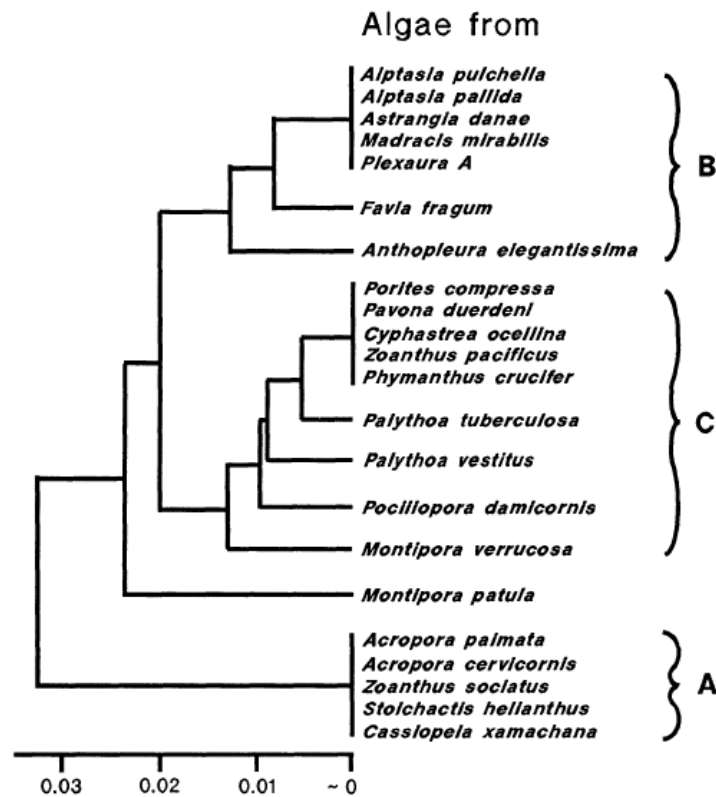 Algae from
Aiptasia pulchella
Aiptasia pallida
Astrangia danae
Madracis mirabilis
Plexaura A
B
Favia fragum
Anthopleura elegantissima
Porites compressa
Pavona duerdeni
Cyphastrea ocellina
Zoanthus pacificus
Phymanthus crucifer
Palythoa tuberculosa
C
Palythoa vestitus
Pocillopora damicornis
Montipora verrucosa
Montipora patula
Acropora palmata
Acropora cervicornis
Zoanthus sociatus
A
Stoichactis helianthus
Cassiopeia xamachana
0.03 0.02 0.01 ~ 0